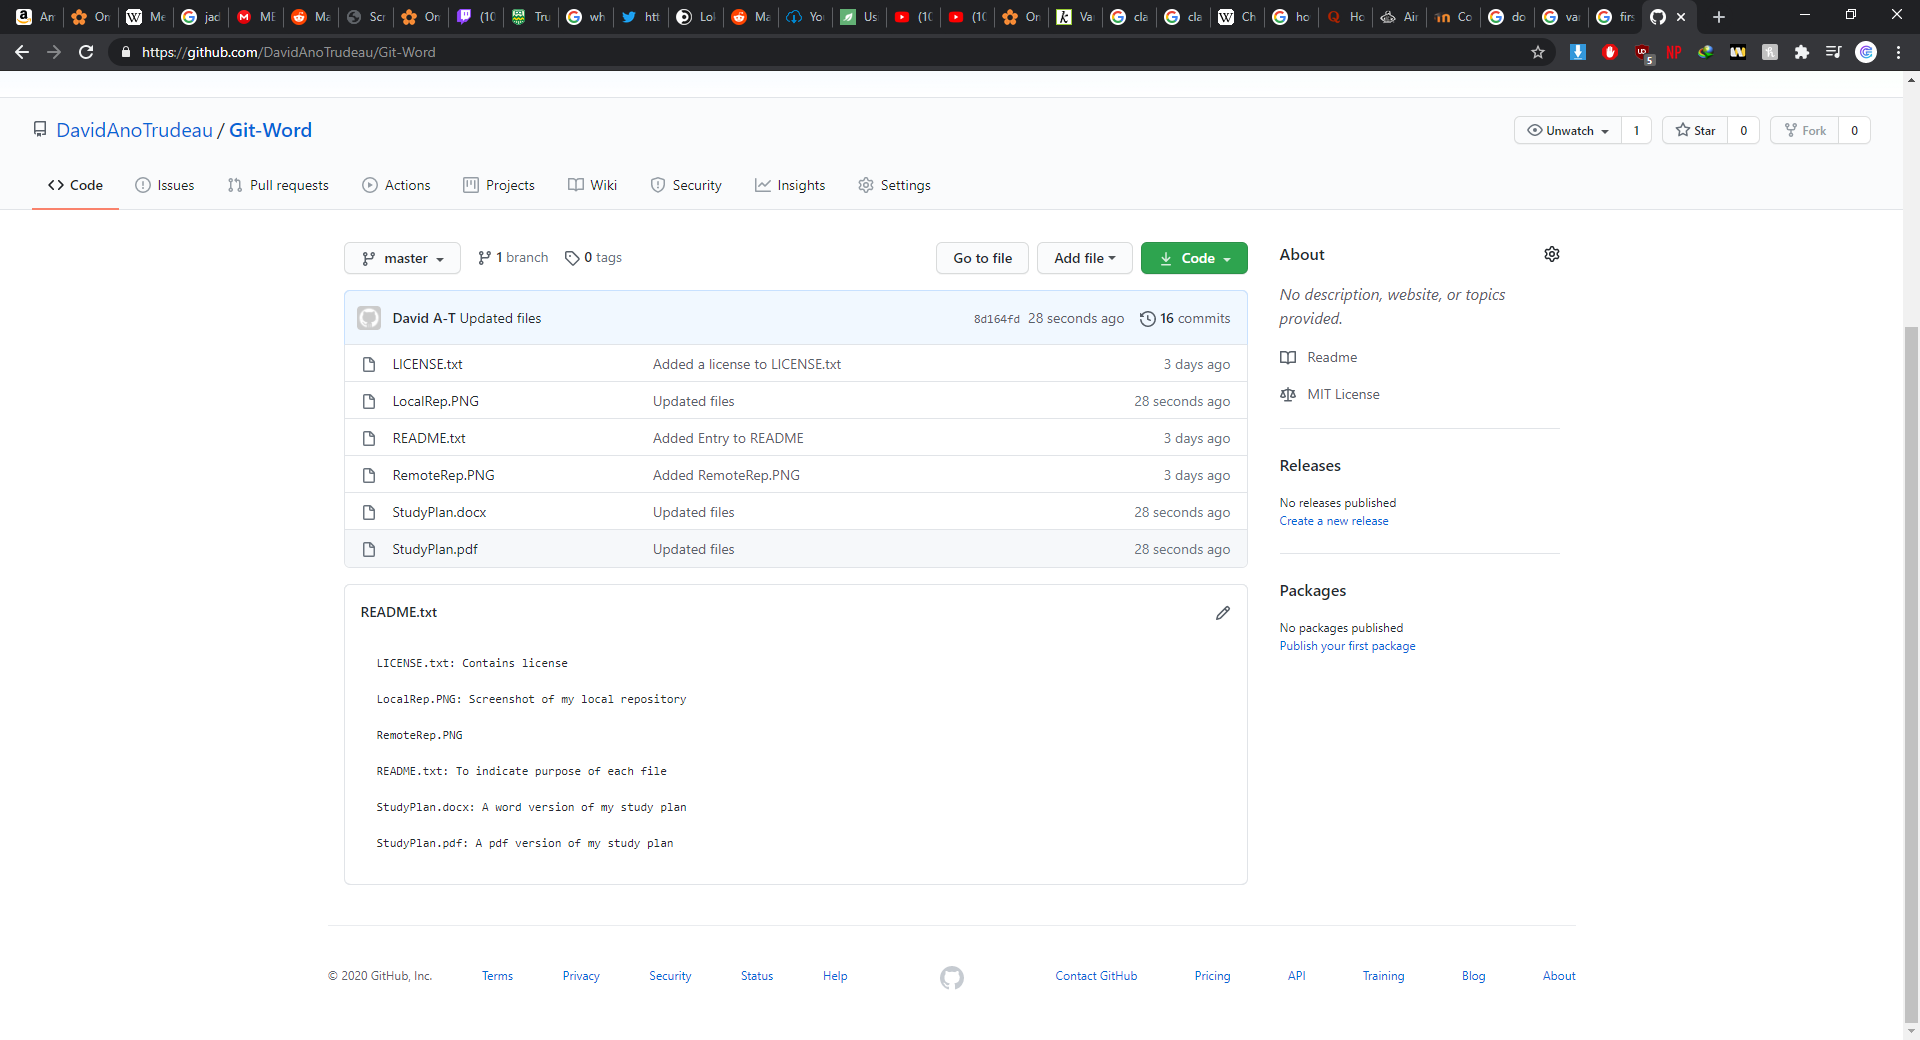 An
On
W Me
jad
M ME
Ma
Scr
On
(10
Tru
wh
htt
Lol
Ma
You
Us
(10
(10
On
k Va
cla
cla
W Ch
ho
Q Ho
Air
Co
do
va
firs
https://github.com/DavidAnoTrudeau/Git-Word
5
NP
DavidAnoTrudeau / Git-Word
Unwatch 1 Star 0 Fork 0
Code Issues Pull requests Actions Projects Wiki Security Insights Settings
master 1 branch 0 tags Go to file Add file Code
David A-T Updated files 8d164fd 28 seconds ago 16 commits
LICENSE.txt Added a license to LICENSE.txt 3 days ago
LocalRep.PNG Updated files 28 seconds ago
README.txt Added Entry to README 3 days ago
RemoteRep.PNG Added RemoteRep.PNG 3 days ago
StudyPlan.docx Updated files 28 seconds ago
StudyPlan.pdf Updated files 28 seconds ago
README.txt
LICENSE.txt: Contains license
LocalRep.PNG: Screenshot of my local repository
RemoteRep.PNG
README.txt: To indicate purpose of each file
StudyPlan.docx: A word version of my study plan
StudyPlan.pdf: A pdf version of my study plan
About
No description, website, or topics
provided.
Readme
MIT License
Releases
No releases published
Create a new release
Packages
No packages published
Publish your first package
© 2020 GitHub, Inc. Terms Privacy Security Status Help Contact GitHub Pricing API Training Blog About